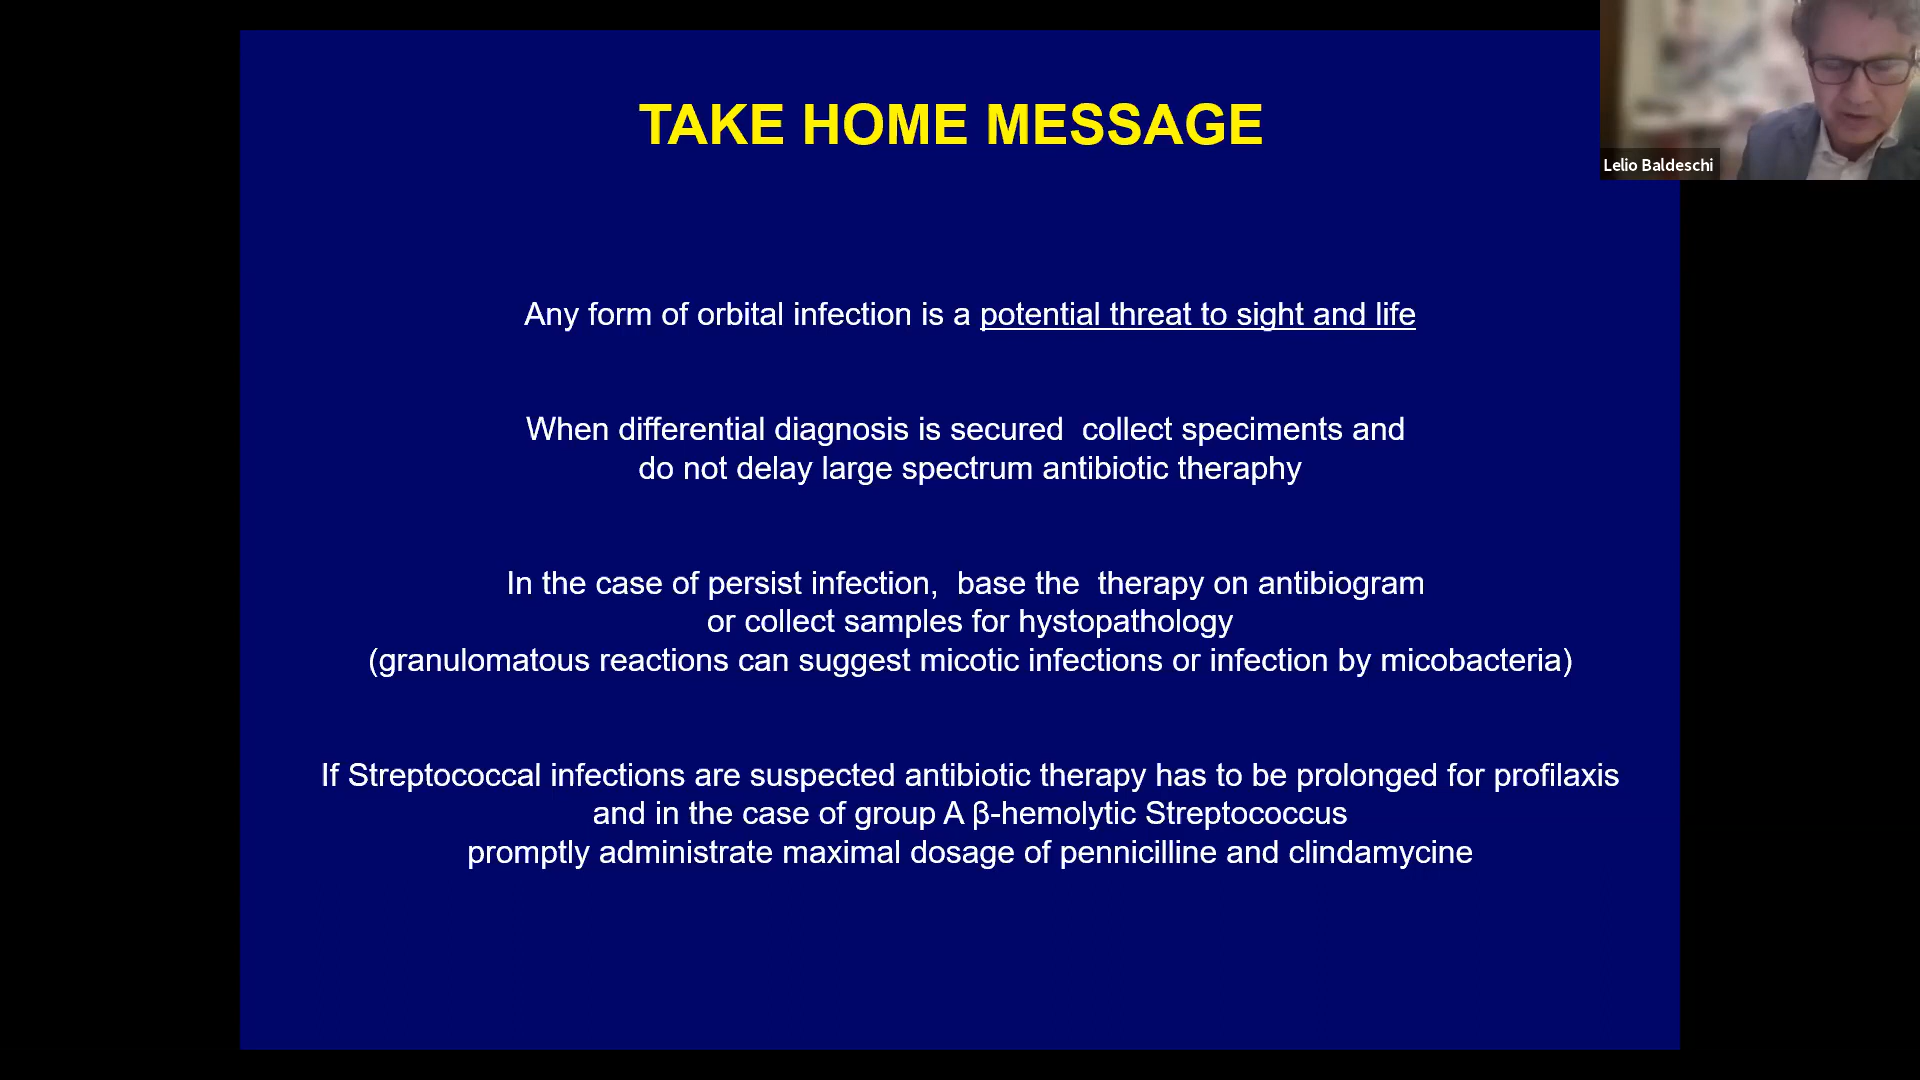 TAKE HOME MESSAGE
Lelio Baldeschi
Any form of orbital infection is a potential threat to sight and life
When differential diagnosis is secured  collect speciments and
do not delay large spectrum antibiotic theraphy
In the case of persist infection,  base the  therapy on antibiogram
or collect samples for hystopathology
(granulomatous reactions can suggest micotic infections or infection by micobacteria)
If Streptococcal infections are suspected antibiotic therapy has to be prolonged for profilaxis
and in the case of group A β-hemolytic Streptococcus
promptly administrate maximal dosage of pennicilline and clindamycine